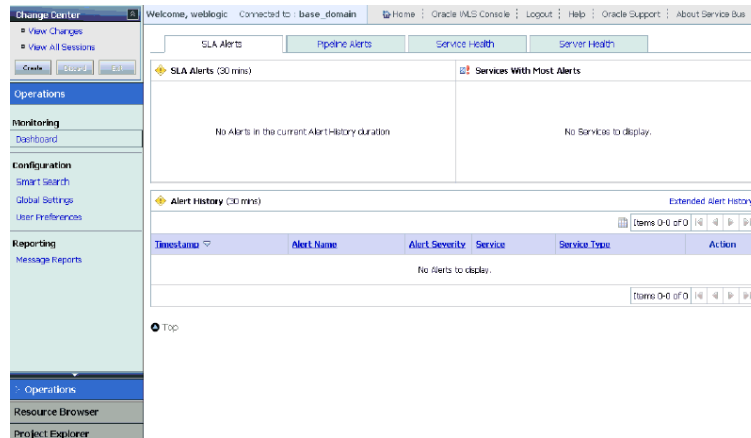 Change Center
View Changes
View All Sessions
Create Discard Exit
Operations
Monitoring
Dashboard
Configuration
Smart Search
Global Settings
User Preferences
Reporting
Message Reports
Operations
Resource Browser
Project Explorer
Welcome, weblogic Connected to : base_domain Home Oracle WLS Console Logout Help Oracle Support About Service Bus
SLA Alerts Pipeline Alerts Service Health Server Health
SLA Alerts (30 mins) Services With Most Alerts
No Alerts in the current Alert History duration No Services to display.
Alert History (30 mins) Extended Alert History
Items 0-0 of 0
Timestamp Alert Name Alert Severity Service Service Type Action
No Alerts to display.
Items 0-0 of 0
Top